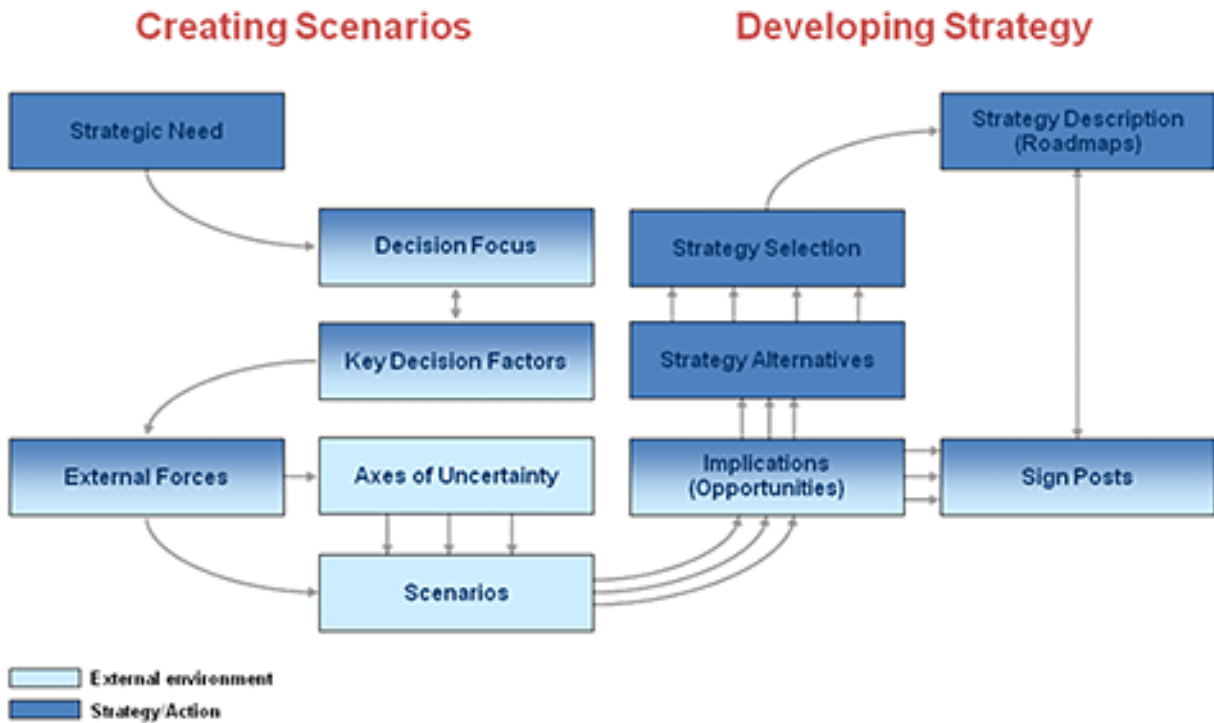 Creating Scenarios
Developing Strategy
Strategic Need
Strategy Description
(Roadmaps)
Decision Focus
Strategy Selection
Key Decision Factors
Strategy Alternatives
External Forces
Axes of Uncertainty
Implications
(Opportunities)
Sign Posts
Scenarios
External environment
Strategy/Action